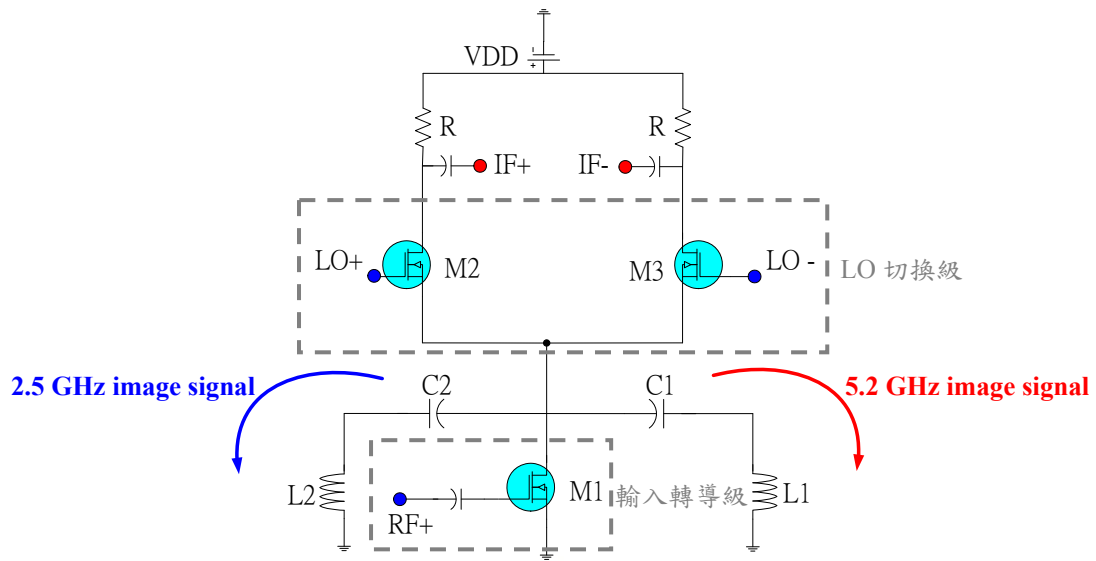 VDD
R
R
IF+
IF-
LO+
M2
M3
LO -
LO 切換級
2.5 GHz image signal
C2
C1
5.2 GHz image signal
L2
RF+
M1
輸入轉導級
L1